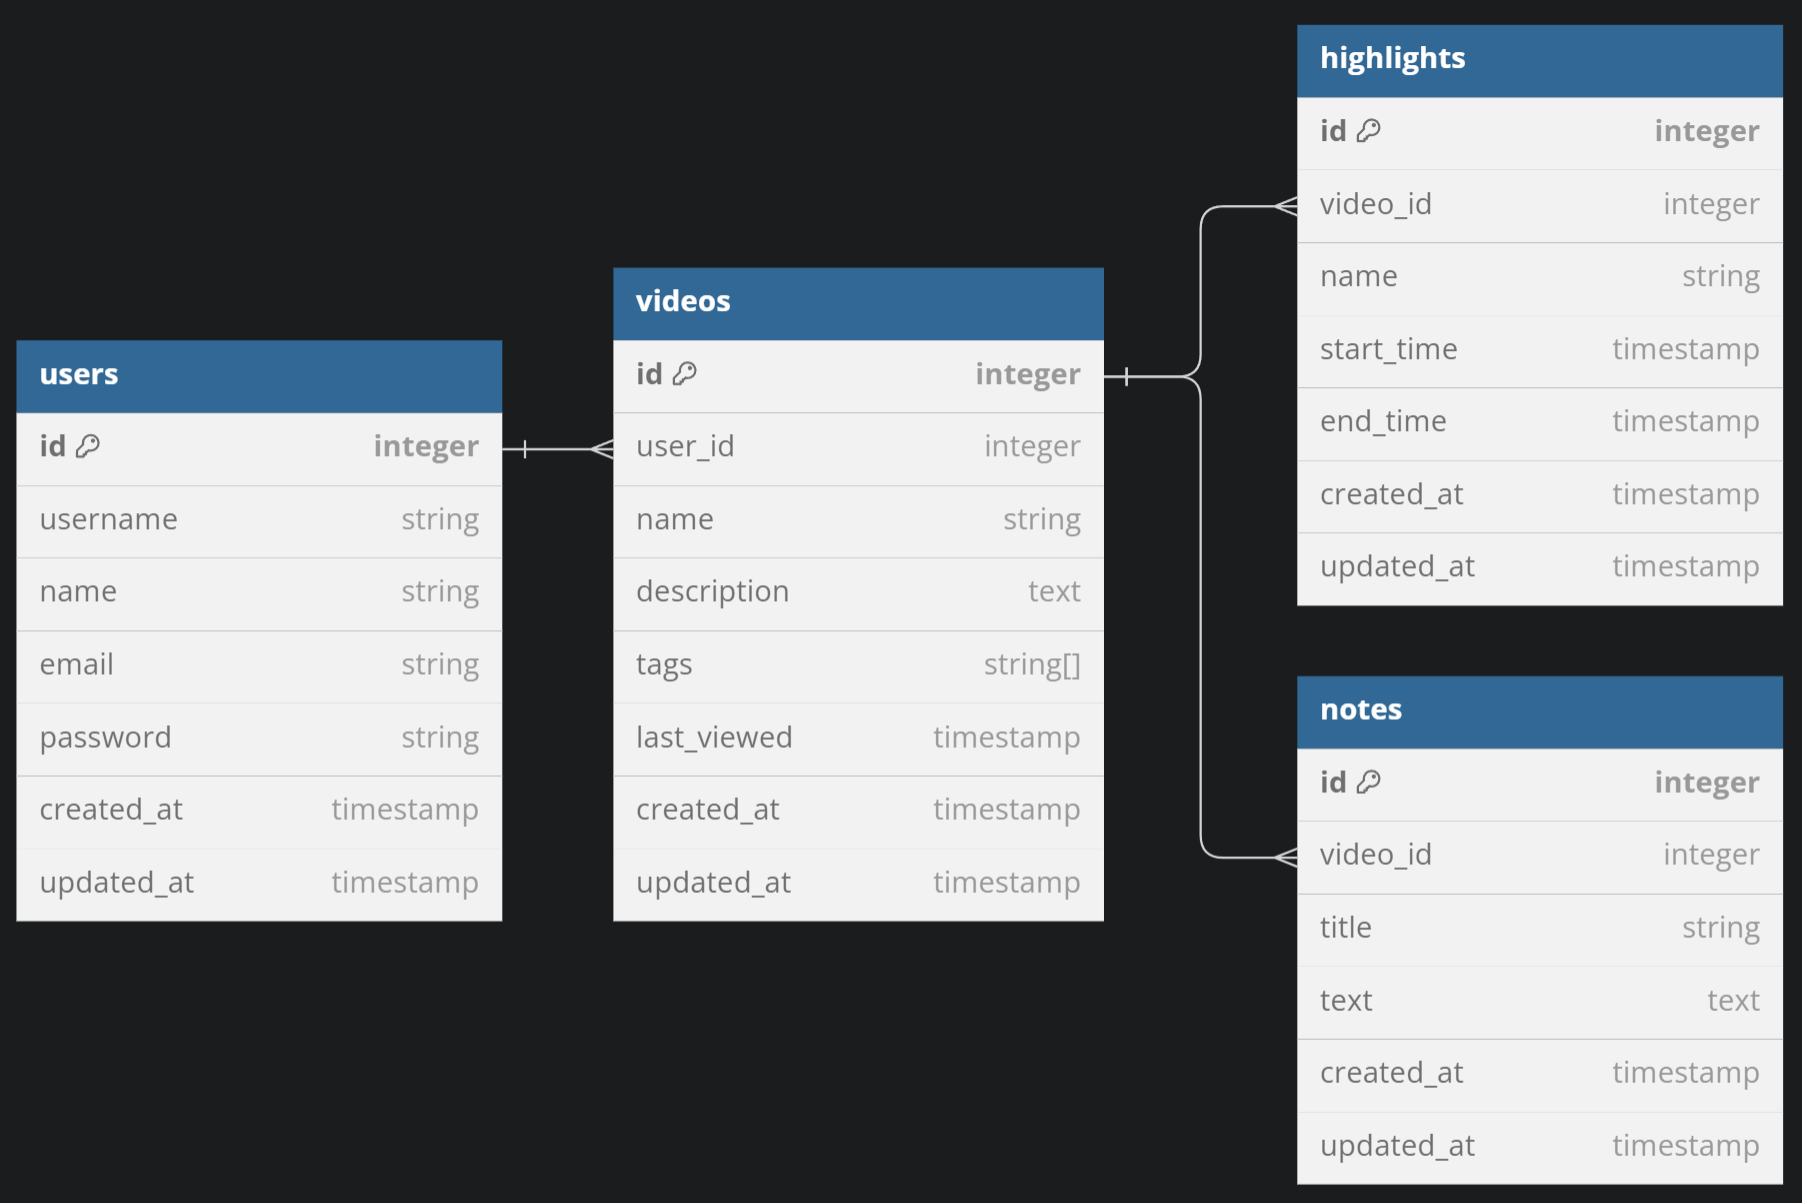 users
id integer
username string
name string
email string
password string
created_at timestamp
updated_at timestamp
videos
id integer
user_id integer
name string
description text
tags string[]
last_viewed timestamp
created_at timestamp
updated_at timestamp
highlights
id integer
video_id integer
name string
start_time timestamp
end_time timestamp
created_at timestamp
updated_at timestamp
notes
id integer
video_id integer
title string
text text
created_at timestamp
updated_at timestamp